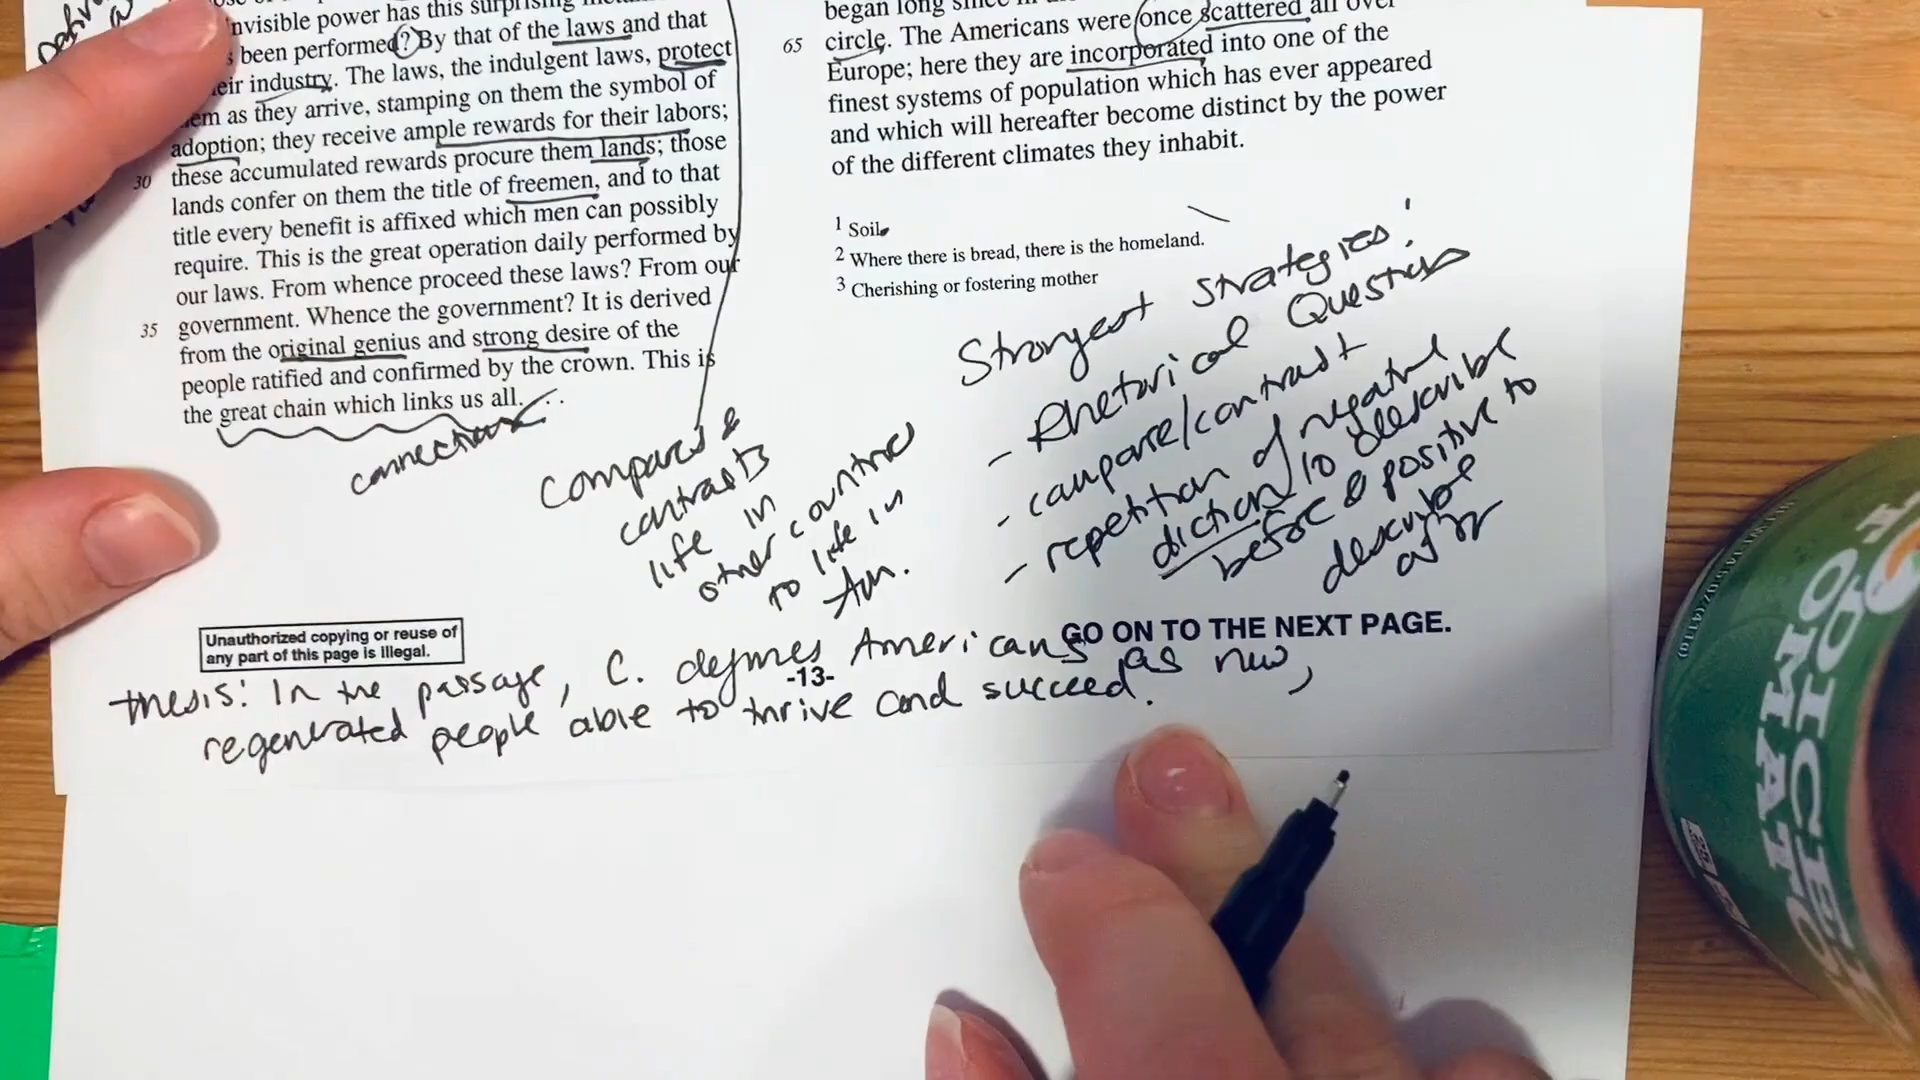 nvisible power has this surprising
been performed? By that of the laws and that
eir industry. The laws, the indulgent laws, protect
em as they arrive, stamping on them the symbol of
adoption; they receive ample rewards for their labors;
these accumulated rewards procure them lands; those
30 lands confer on them the title of freemen, and to that
title every benefit is affixed which men can possibly
require. This is the great operation daily performed by
our laws. From whence proceed these laws? From our
government. Whence the government? It is derived
35 from the original genius and strong desire of the
people ratified and confirmed by the crown. This is
the great chain which links us all. . .
connection
Compares &
contrasts
life in
other countries
to life in
Am.
began long since in
65 circle. The Americans were once scattered all over
Europe; here they are incorporated into one of the
finest systems of population which has ever appeared
and which will hereafter become distinct by the power
of the different climates they inhabit.
1 Soil
2 Where there is bread, there is the homeland.
3 Cherishing or fostering mother
Strongest strategies:
- Rhetorical Questions
- compare/contrast
- repetition of negative
diction to describe
before & positive to
describe
Unauthorized copying or reuse of
any part of this page is illegal.
GO ON TO THE NEXT PAGE.
-13-
thesis: In the passage, C. defines Americans as new,
regenerated people able to thrive and succeed.
DICED
TOMATO